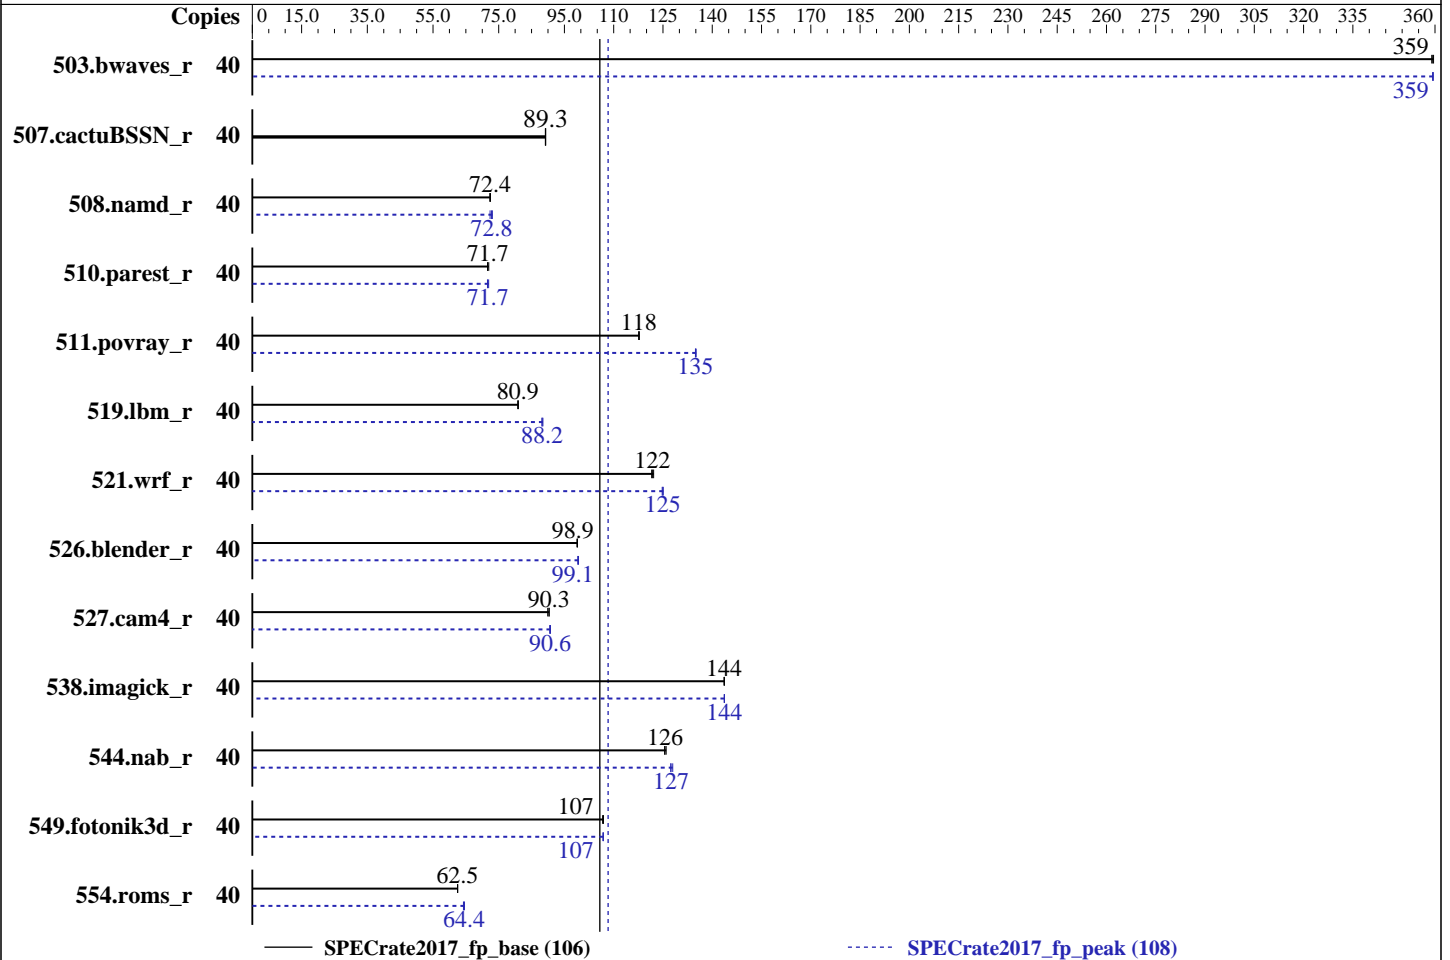 Copies 0 15.0 35.0 55.0 75.0 95.0 110 125 140 155 170 185 200 215 230 245 260 275 290 305 320 335 360
359
503.bwaves_r 40
359
89.3
507.cactuBSSN_r 40
72.4
508.namd_r 40
72.8
71.7
510.parest_r 40
71.7
118
511.povray_r 40
135
80.9
519.lbm_r 40
88.2
122
521.wrf_r 40
125
98.9
526.blender_r 40
99.1
90.3
527.cam4_r 40
90.6
144
538.imagick_r 40
144
126
544.nab_r 40
127
107
549.fotonik3d_r 40
107
62.5
554.roms_r 40
64.4
SPECrate2017_fp_base (106) SPECrate2017_fp_peak (108)